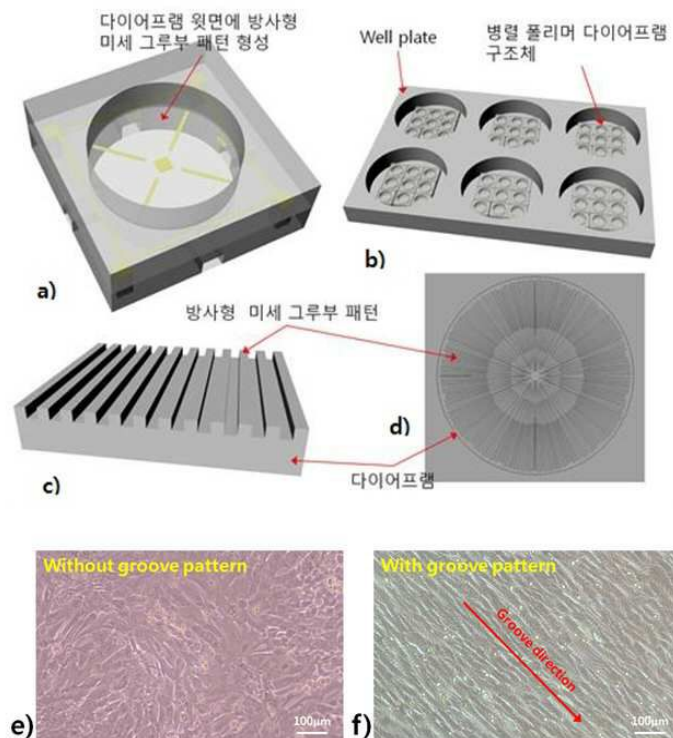 다이어프램 윗면에 방사형
미세 그루부 패턴 형성
a)
Well plate
병렬 폴리머 다이어프램
구조체
b)
방사형 미세 그루부 패턴
c)
d)
다이어프램
Without groove pattern
100μm
e)
With groove pattern
Groove direction
100μm
f)